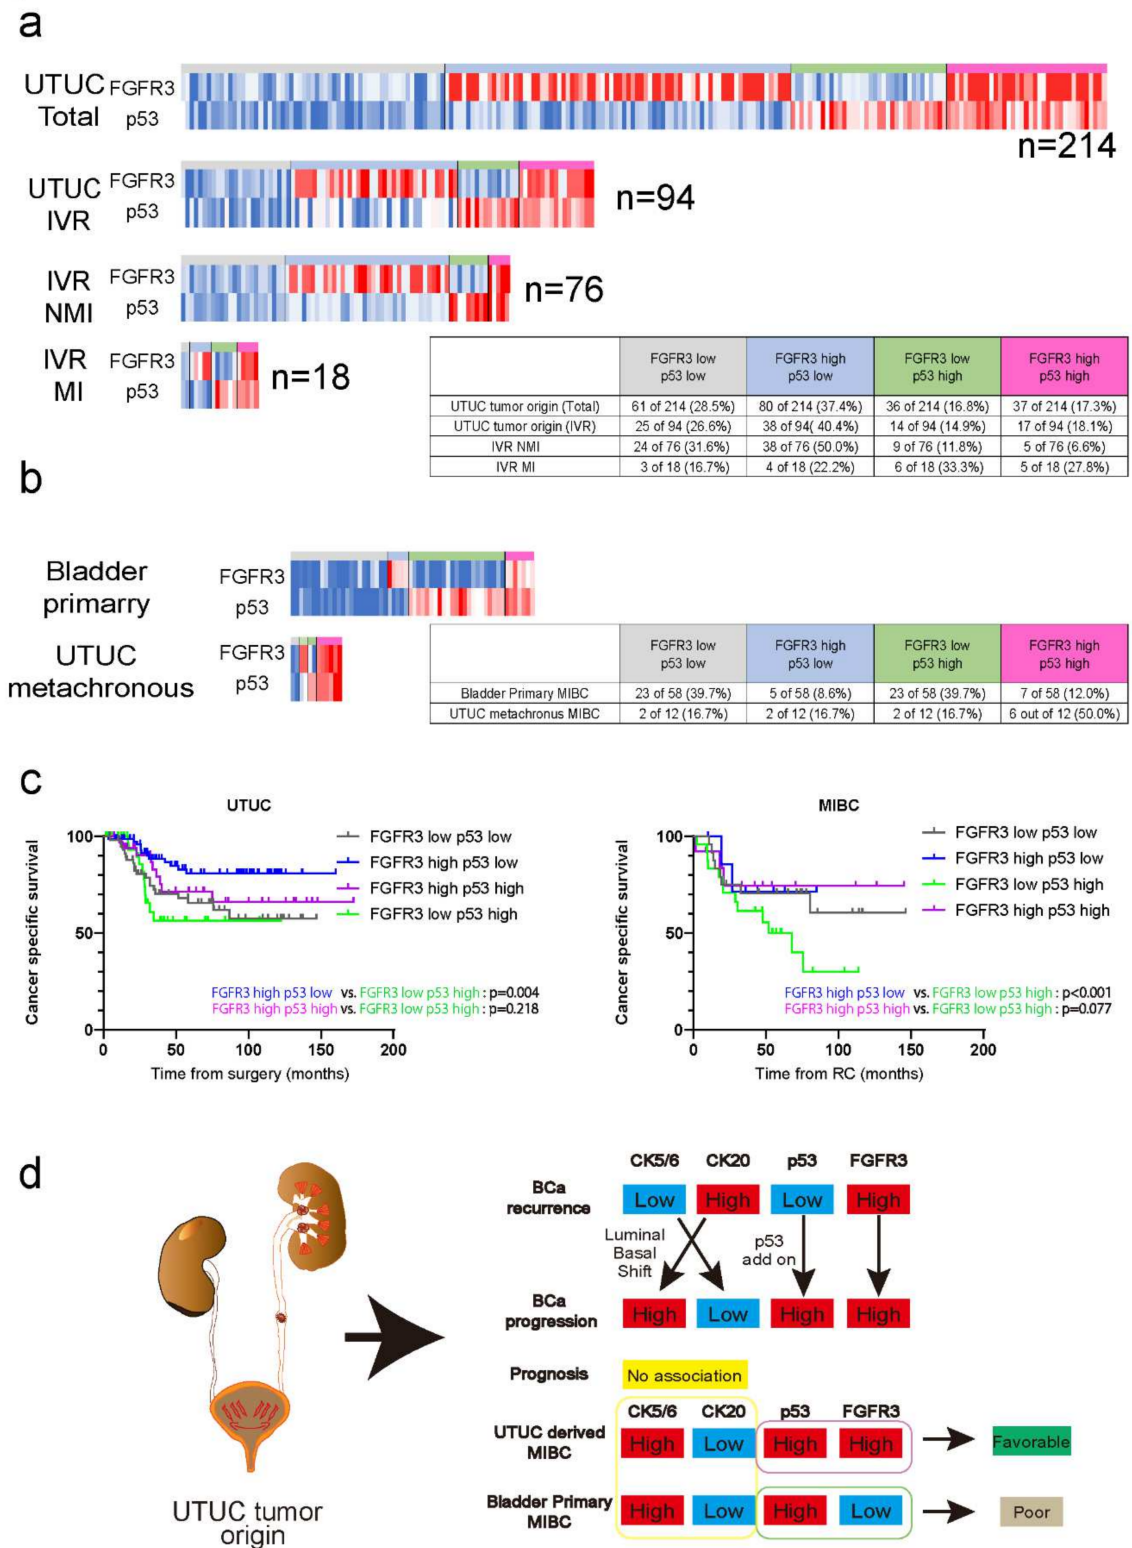 a
UTUC
Total
FGFR3
p53
n=214
UTUC
IVR
FGFR3
p53
n=94
IVR
NMI
FGFR3
p53
n=76
IVR
MI
FGFR3
p53
n=18
FGFR3 low
p53 low
FGFR3 high
p53 low
FGFR3 low
p53 high
FGFR3 high
p53 high
UTUC tumor origin (Total) 61 of 214 (28.5%) 80 of 214 (37.4%) 36 of 214 (16.8%) 37 of 214 (17.3%)
UTUC tumor origin (IVR) 25 of 94 (26.6%) 38 of 94( 40.4%) 14 of 94 (14.9%) 17 of 94 (18.1%)
IVR NMI 24 of 76 (31.6%) 38 of 76 (50.0%) 9 of 76 (11.8%) 5 of 76 (6.6%)
IVR MI 3 of 18 (16.7%) 4 of 18 (22.2%) 6 of 18 (33.3%) 5 of 18 (27.8%)
b
Bladder
primarry
FGFR3
p53
UTUC
metachronous
FGFR3
p53
FGFR3 low
p53 low
FGFR3 high
p53 low
FGFR3 low
p53 high
FGFR3 high
p53 high
Bladder Primary MIBC 23 of 58 (39.7%) 5 of 58 (8.6%) 23 of 58 (39.7%) 7 of 58 (12.0%)
UTUC metachronus MIBC 2 of 12 (16.7%) 2 of 12 (16.7%) 2 of 12 (16.7%) 6 out of 12 (50.0%)
c
UTUC
Cancer specific survival
100
50
0
0 50 100 150 200
Time from surgery (months)
FGFR3 low p53 low
FGFR3 high p53 low
FGFR3 high p53 high
FGFR3 low p53 high
FGFR3 high p53 low vs. FGFR3 low p53 high : p=0.004
FGFR3 high p53 high vs. FGFR3 low p53 high : p=0.218
MIBC
Cancer specific survival
100
50
0
0 50 100 150 200
Time from RC (months)
FGFR3 low p53 low
FGFR3 high p53 low
FGFR3 low p53 high
FGFR3 high p53 high
FGFR3 high p53 low vs. FGFR3 low p53 high : p<0.001
FGFR3 high p53 high vs. FGFR3 low p53 high : p=0.077
d
UTUC tumor
origin
CK5/6 CK20 p53 FGFR3
BCa
recurrence
Low High Low High
Luminal
Basal
Shift
p53
add on
BCa
progression
High Low High High
Prognosis
No association
CK5/6 CK20 p53 FGFR3
UTUC derived
MIBC
High Low High High
Favorable
Bladder Primary
MIBC
High Low High Low
Poor